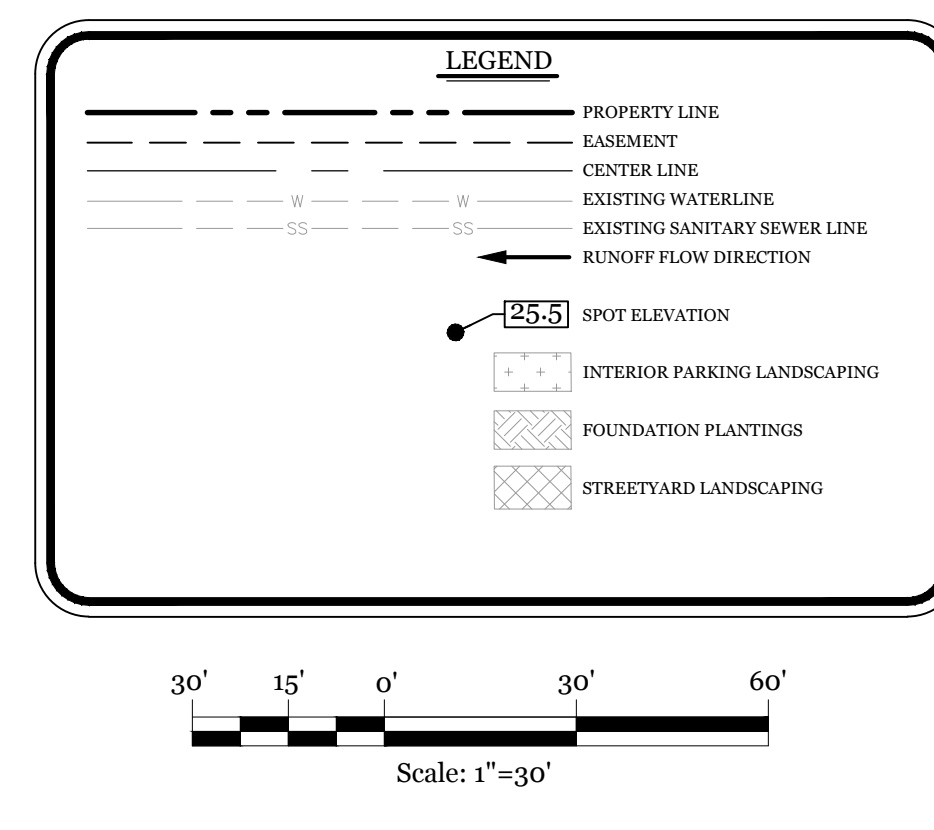 LEGEND
PROPERTY LINE
EASEMENT
CENTER LINE
W W EXISTING WATERLINE
SS SS EXISTING SANITARY SEWER LINE
RUNOFF FLOW DIRECTION
25.5 SPOT ELEVATION
INTERIOR PARKING LANDSCAPING
FOUNDATION PLANTINGS
STREETYARD LANDSCAPING
30' 15' 0' 30' 60'
Scale: 1"=30'